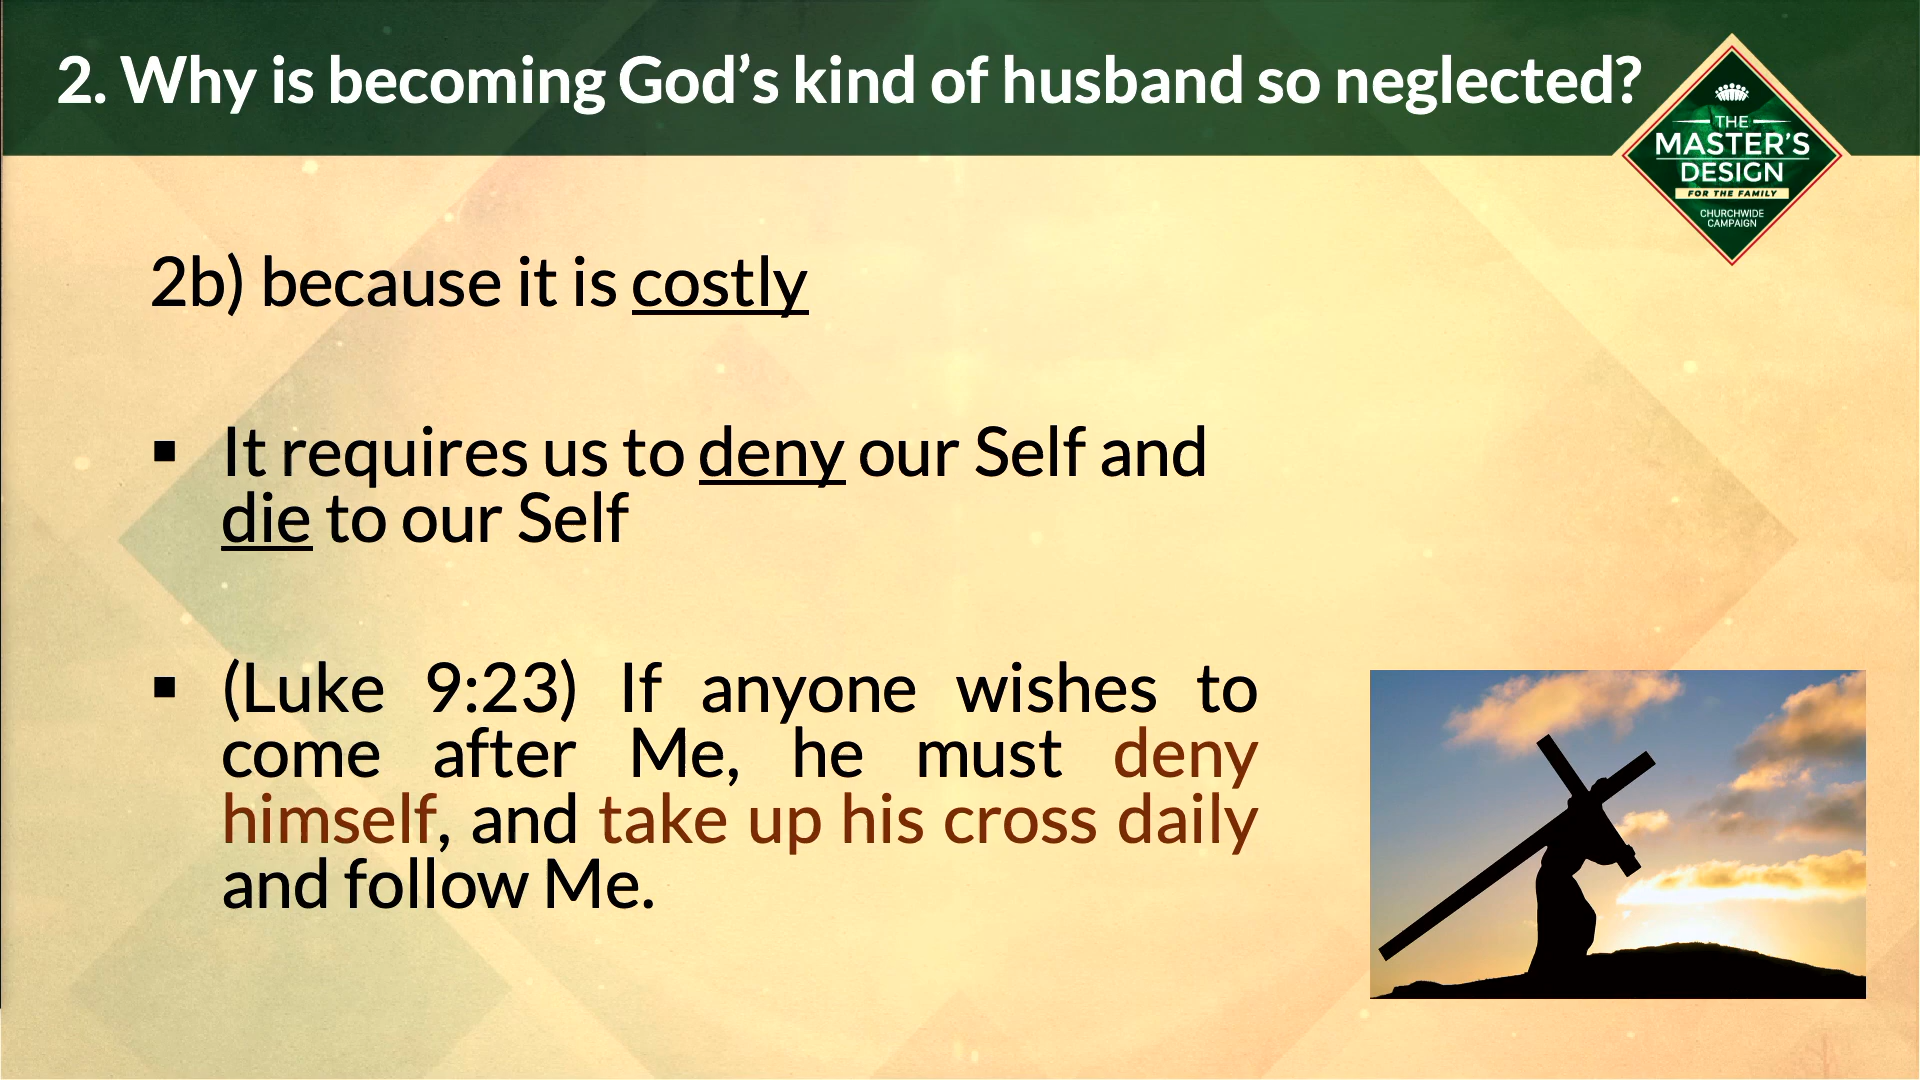 2. Why is becoming God’s kind of husband so neglected?
THE
MASTER’S
DESIGN
FOR THE FAMILY
CHURCHWIDE
CAMPAIGN
2b) because it is costly
▪ It requires us to deny our Self and
die to our Self
▪ (Luke 9:23) If anyone wishes to
come after Me, he must deny
himself, and take up his cross daily
and follow Me.